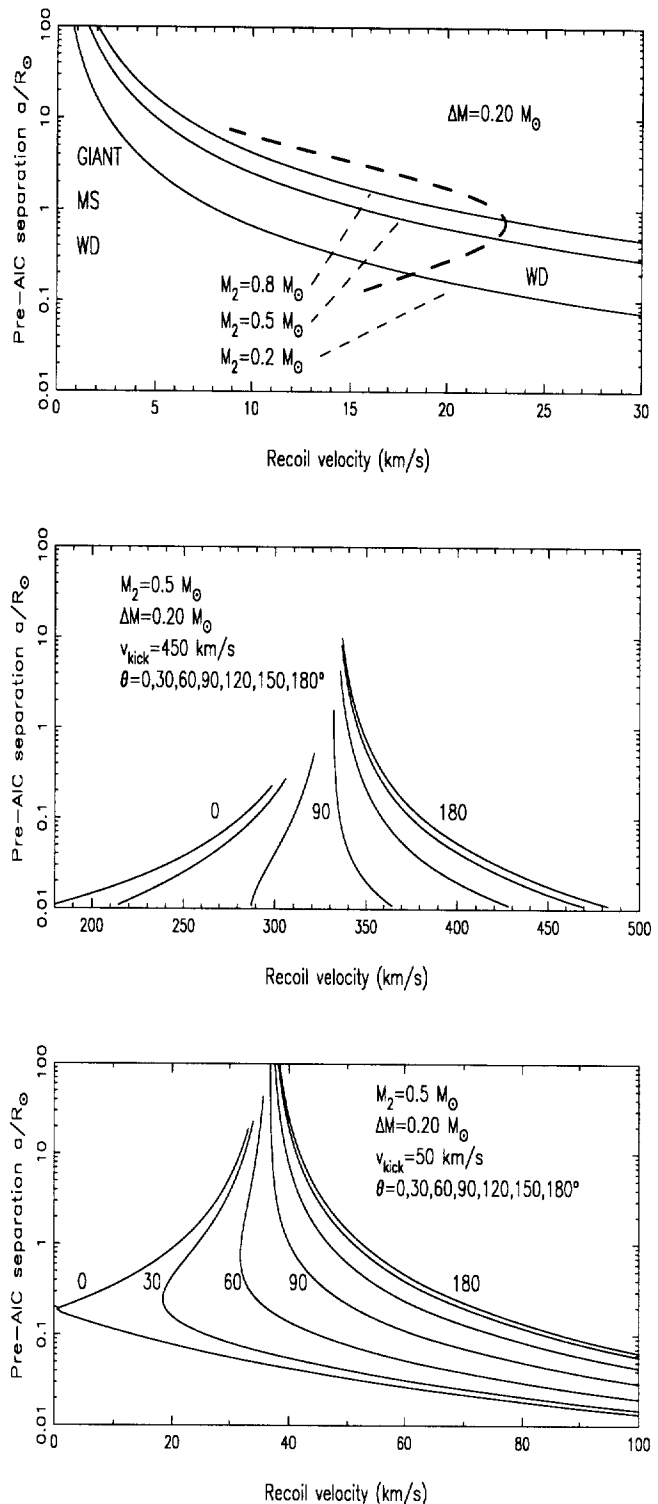 Pre-AIC separation a/R☉
100
10
1
0.1
0.01
ΔM=0.20 M☉
GIANT
MS
WD
WD
M₂=0.8 M☉
M₂=0.5 M☉
M₂=0.2 M☉
0 5 10 15 20 25 30
Recoil velocity (km/s)
Pre-AIC separation a/R☉
100
10
1
0.1
0.01
M₂=0.5 M☉
ΔM=0.20 M☉
v_kick=450 km/s
θ=0,30,60,90,120,150,180°
0 90 180
200 250 300 350 400 450 500
Recoil velocity (km/s)
Pre-AIC separation a/R☉
100
10
1
0.1
0.01
M₂=0.5 M☉
ΔM=0.20 M☉
v_kick=50 km/s
θ=0,30,60,90,120,150,180°
0 30 60 90 180
0 20 40 60 80 100
Recoil velocity (km/s)